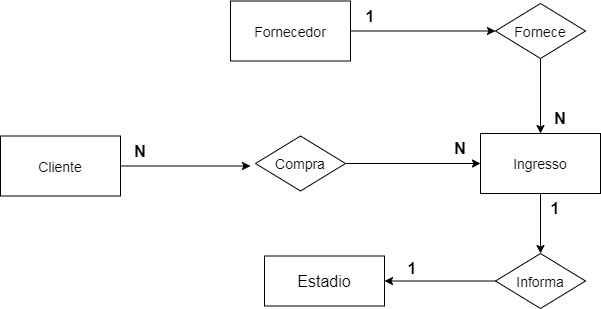 1
Fornecedor
Fornece
N
N
N
Cliente
Compra
Ingresso
1
1
Estadio
Informa